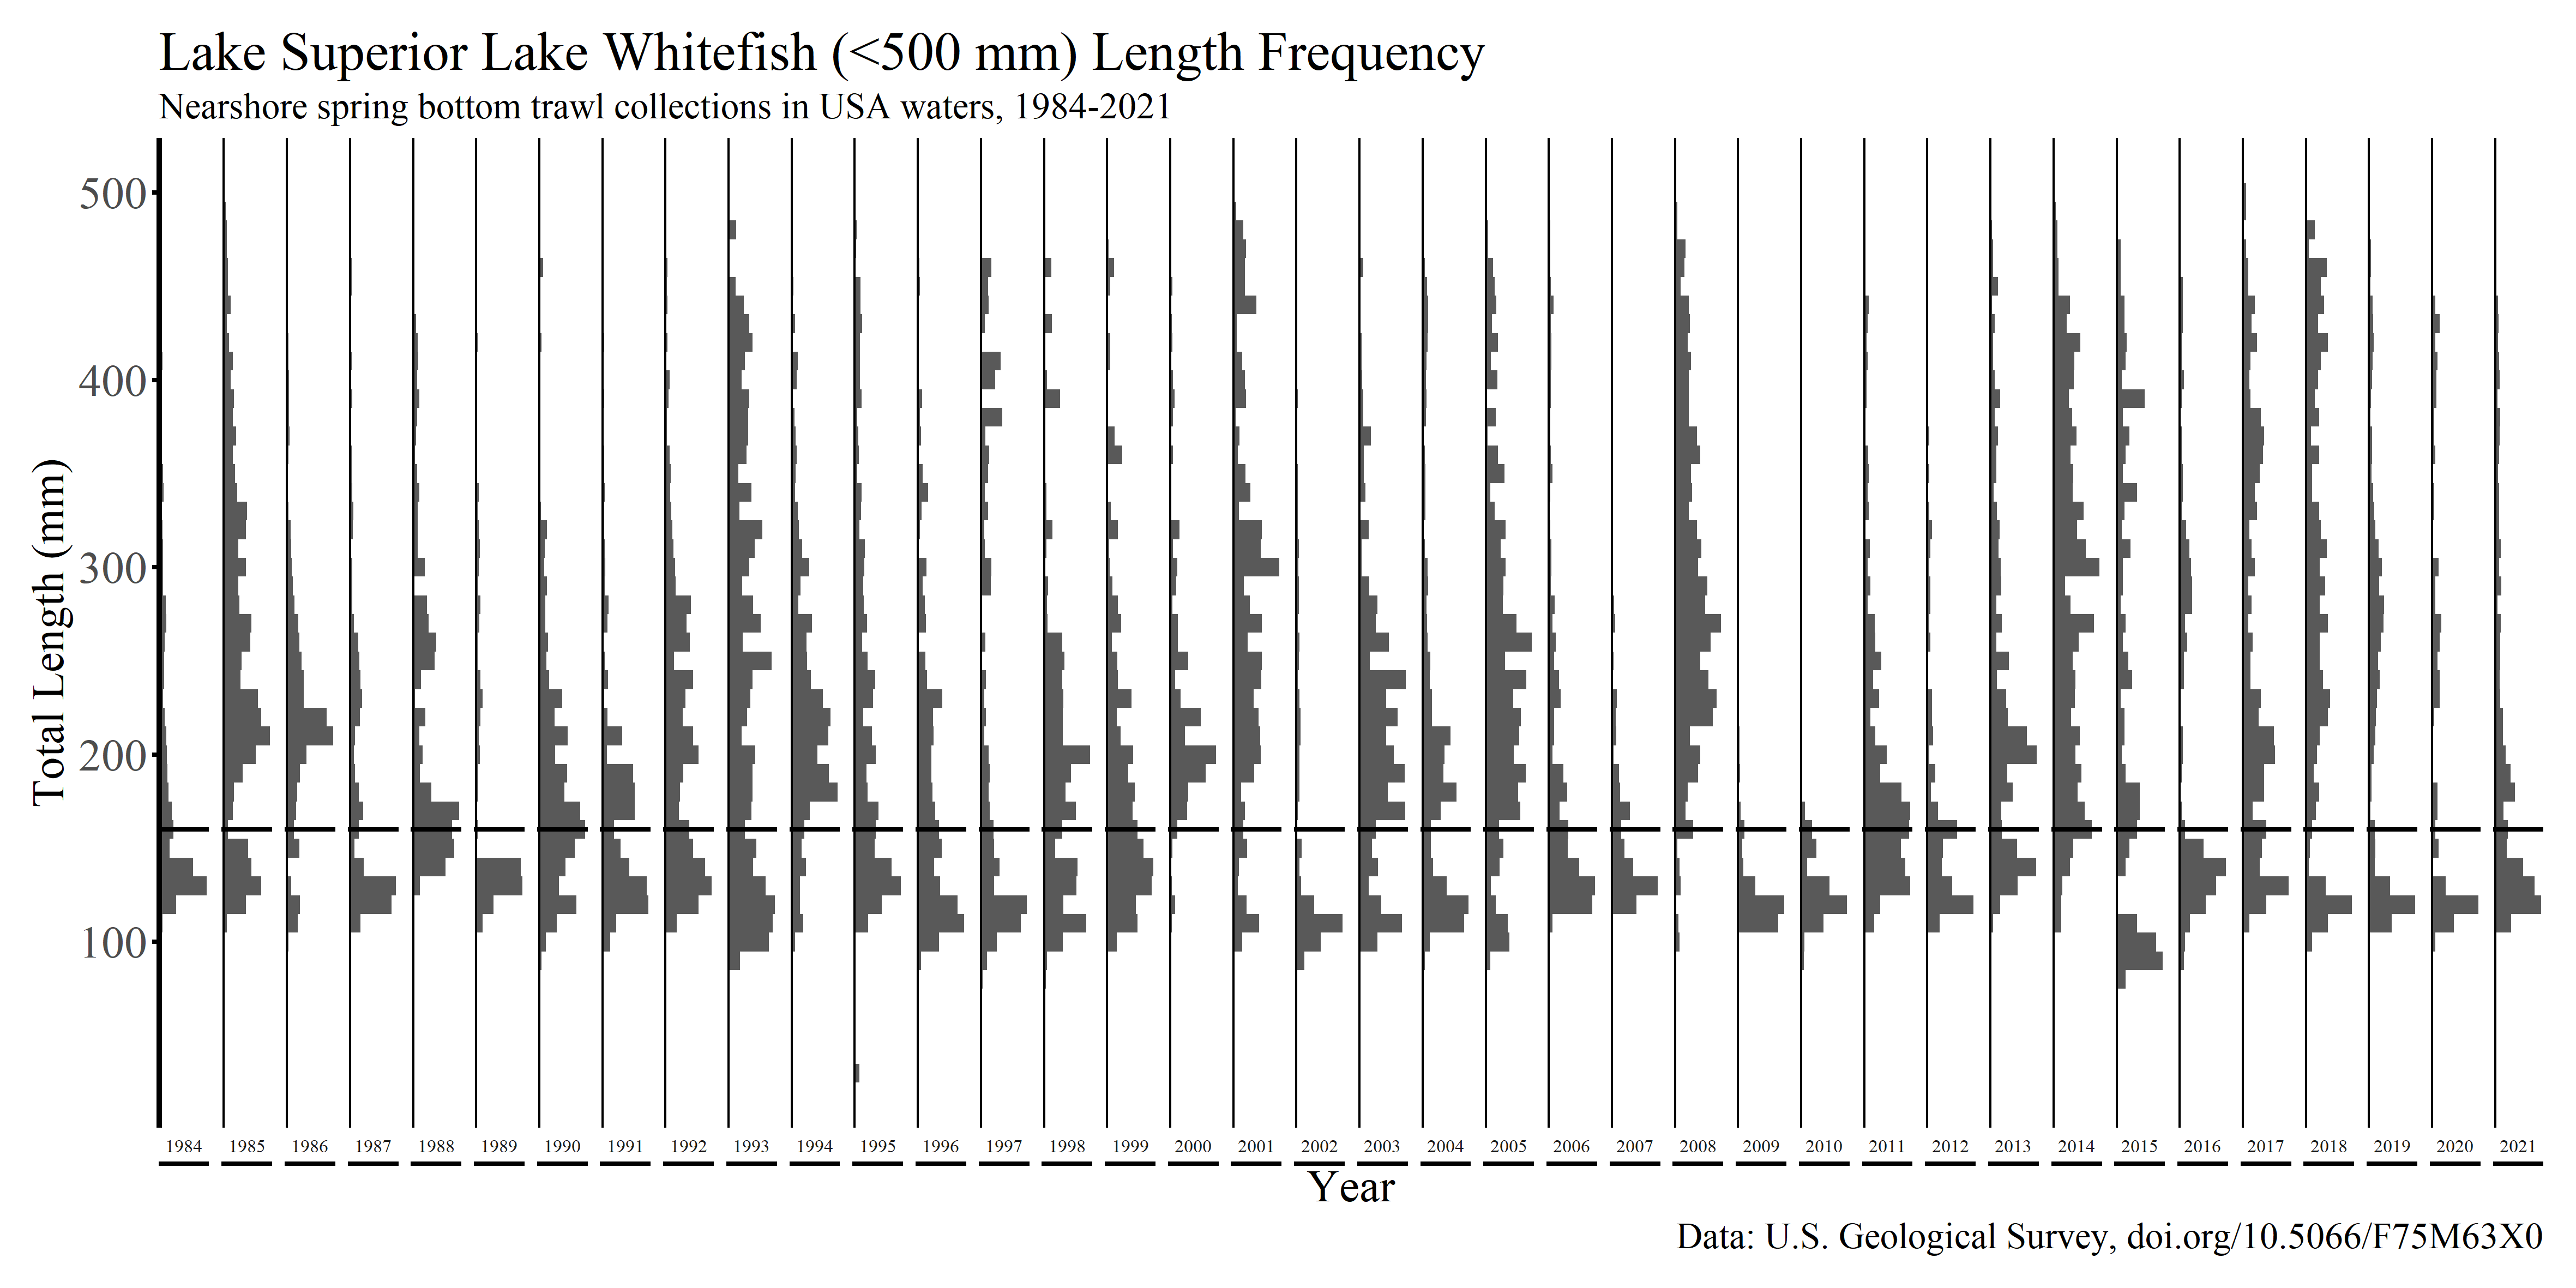 Lake Superior Lake Whitefish (<500 mm) Length Frequency
Nearshore spring bottom trawl collections in USA waters, 1984-2021
Total Length (mm)
500
400
300
200
100
1984 1985 1986 1987 1988 1989 1990 1991 1992 1993 1994 1995 1996 1997 1998 1999 2000 2001 2002 2003 2004 2005 2006 2007 2008 2009 2010 2011 2012 2013 2014 2015 2016 2017 2018 2019 2020 2021
Year
Data: U.S. Geological Survey, doi.org/10.5066/F75M63X0